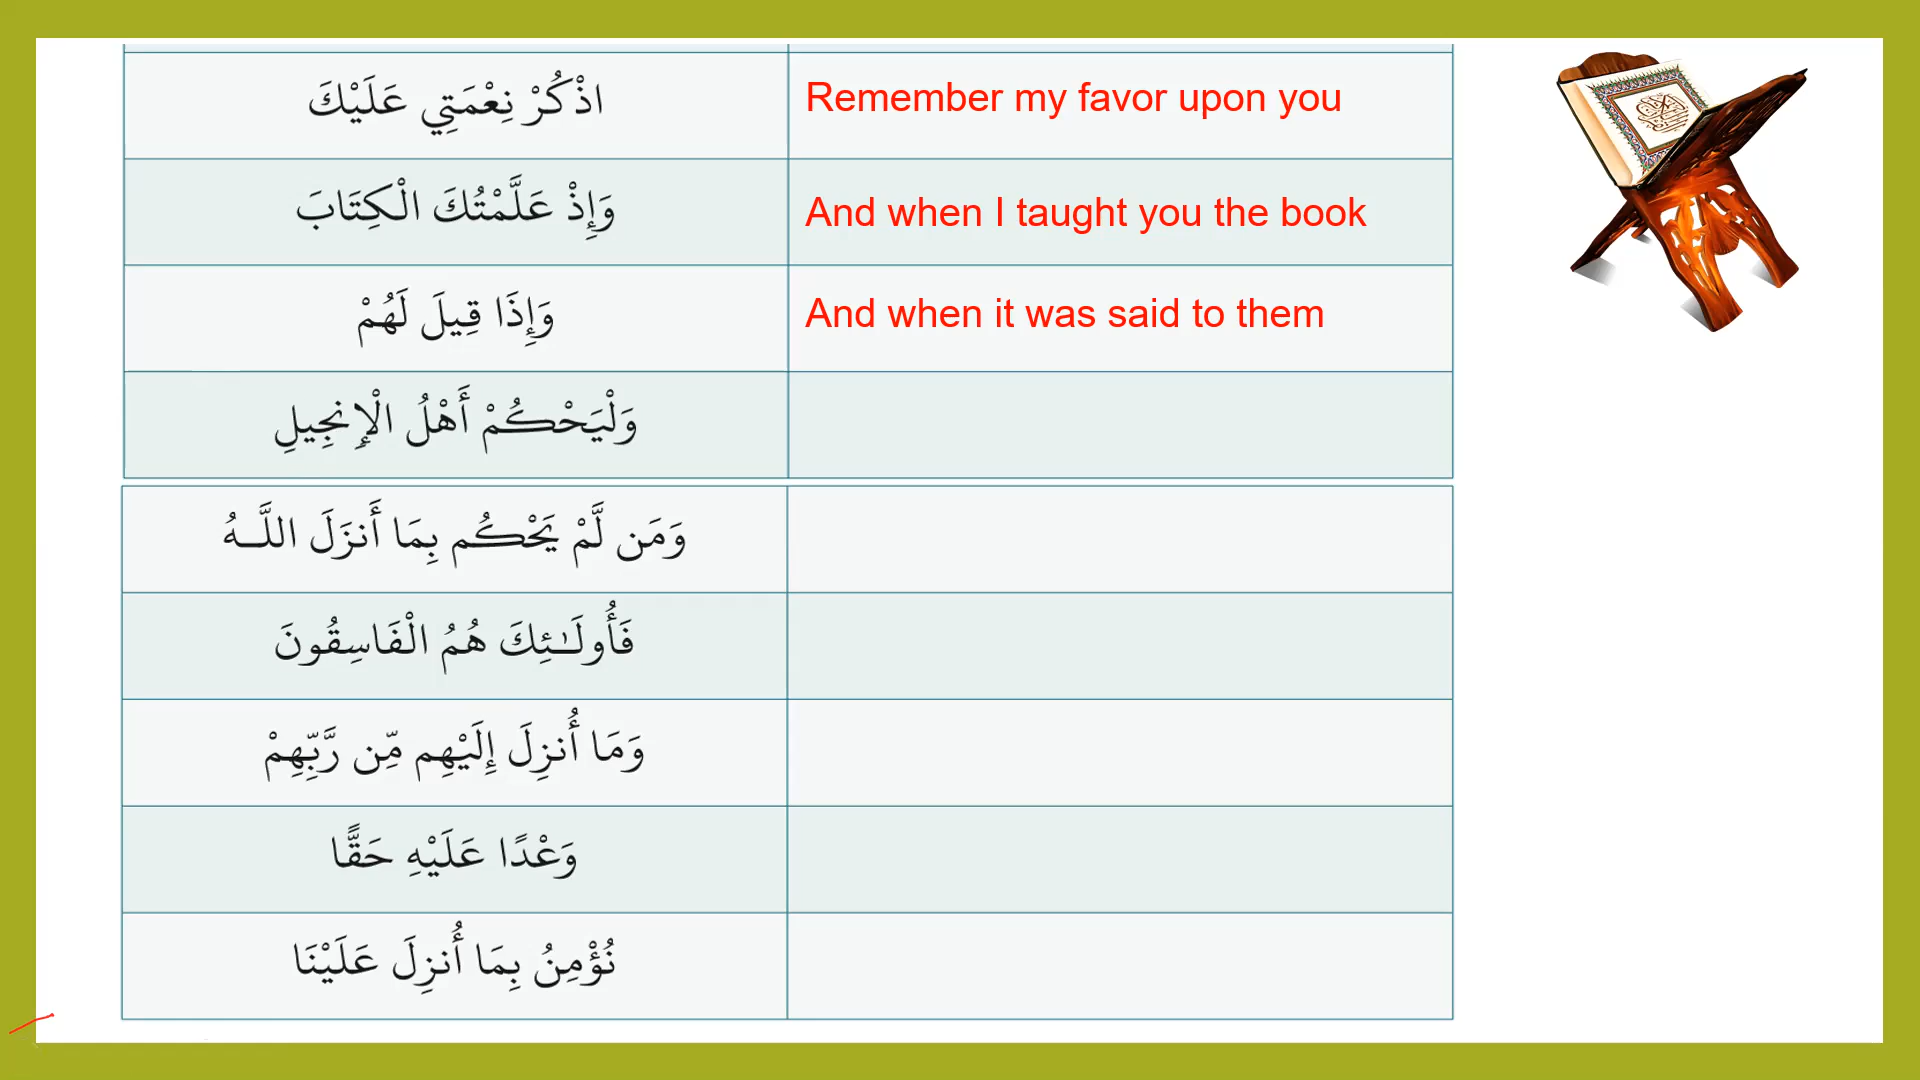 اذْكُرْ نِعْمَتِي عَلَيْكَ
Remember my favor upon you
وَإِذْ عَلَّمْتُكَ الْكِتَابَ
And when I taught you the book
وَإِذَا قِيلَ لَهُمْ
And when it was said to them
وَلْيَحْكُمْ أَهْلُ الْإِنجِيلِ
وَمَن لَّمْ يَحْكُم بِمَا أَنزَلَ اللَّـهُ
فَأُولَـٰئِكَ هُمُ الْفَاسِقُونَ
وَمَا أُنزِلَ إِلَيْهِم مِّن رَّبِّهِمْ
وَعْدًا عَلَيْهِ حَقًّا
نُؤْمِنُ بِمَا أُنزِلَ عَلَيْنَا